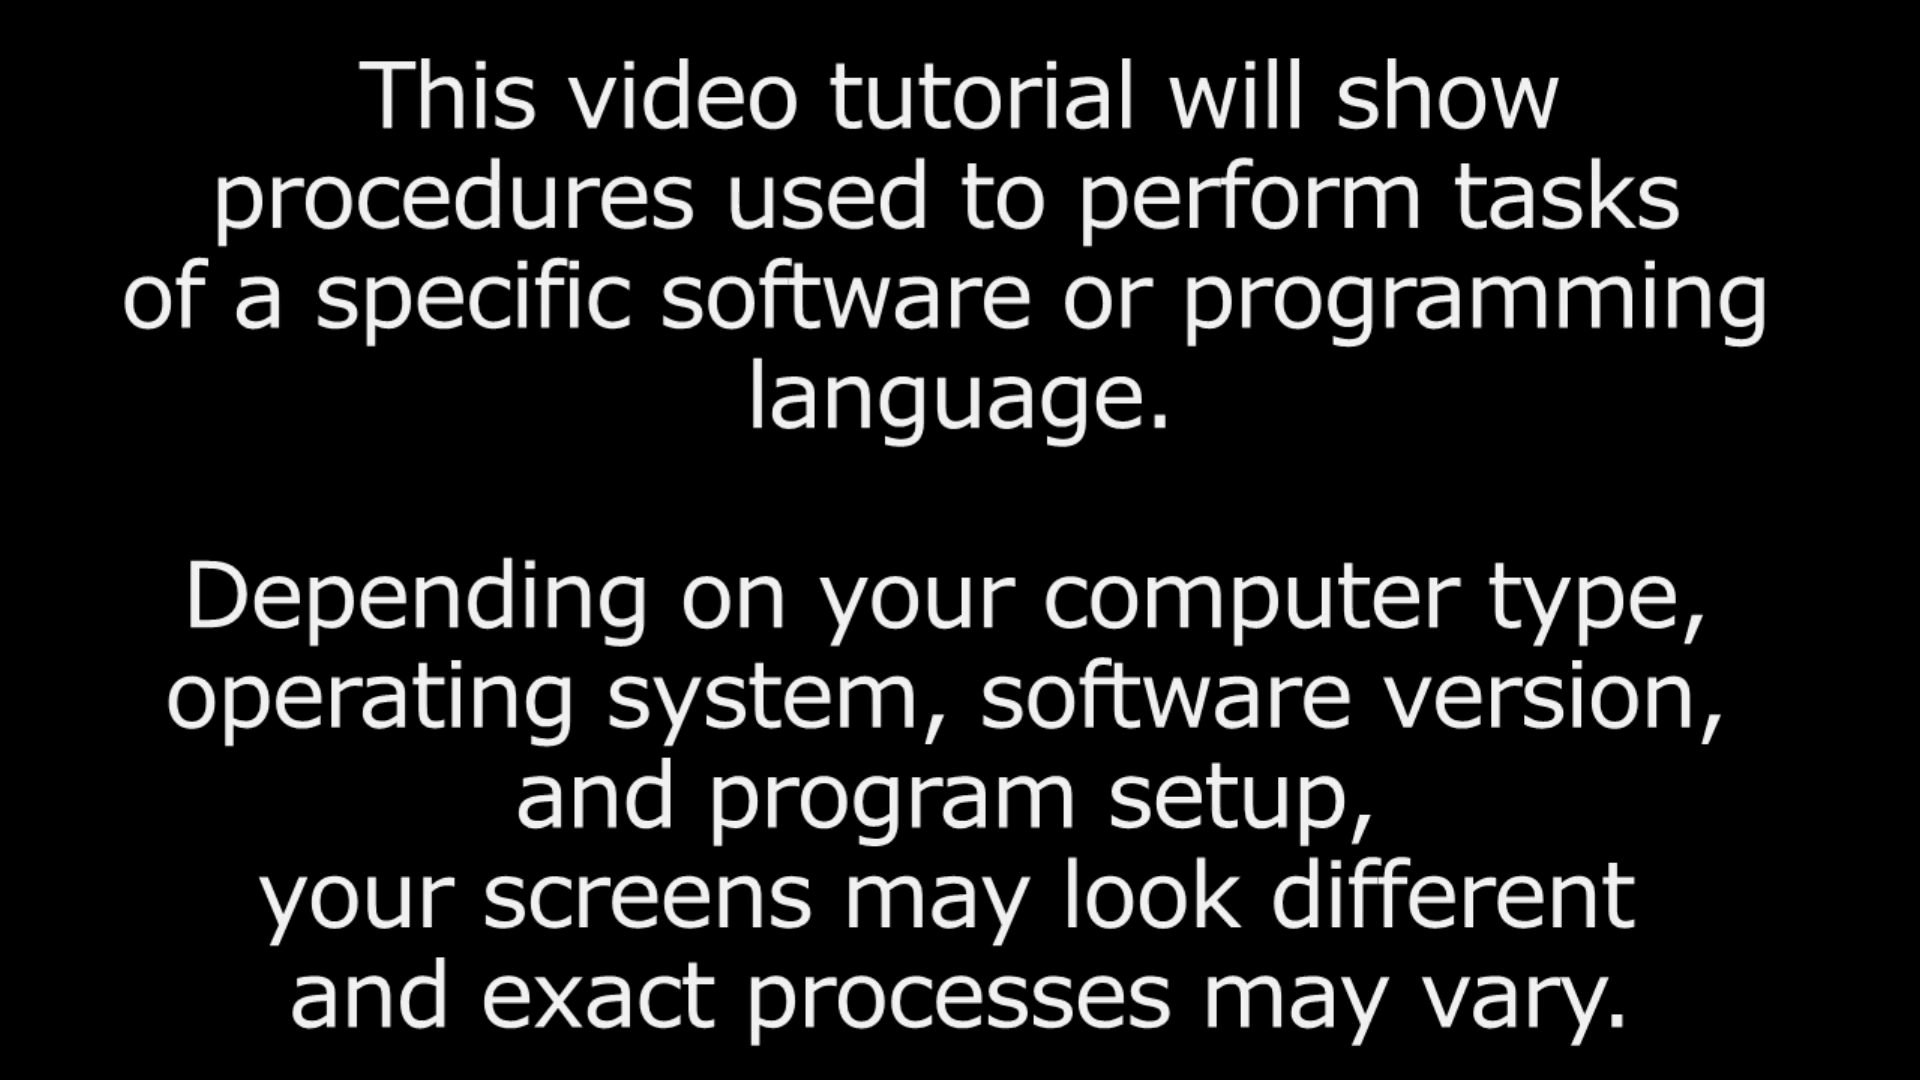 This video tutorial will show
procedures used to perform tasks
of a specific software or programming
language.
Depending on your computer type,
operating system, software version,
and program setup,
your screens may look different
and exact processes may vary.